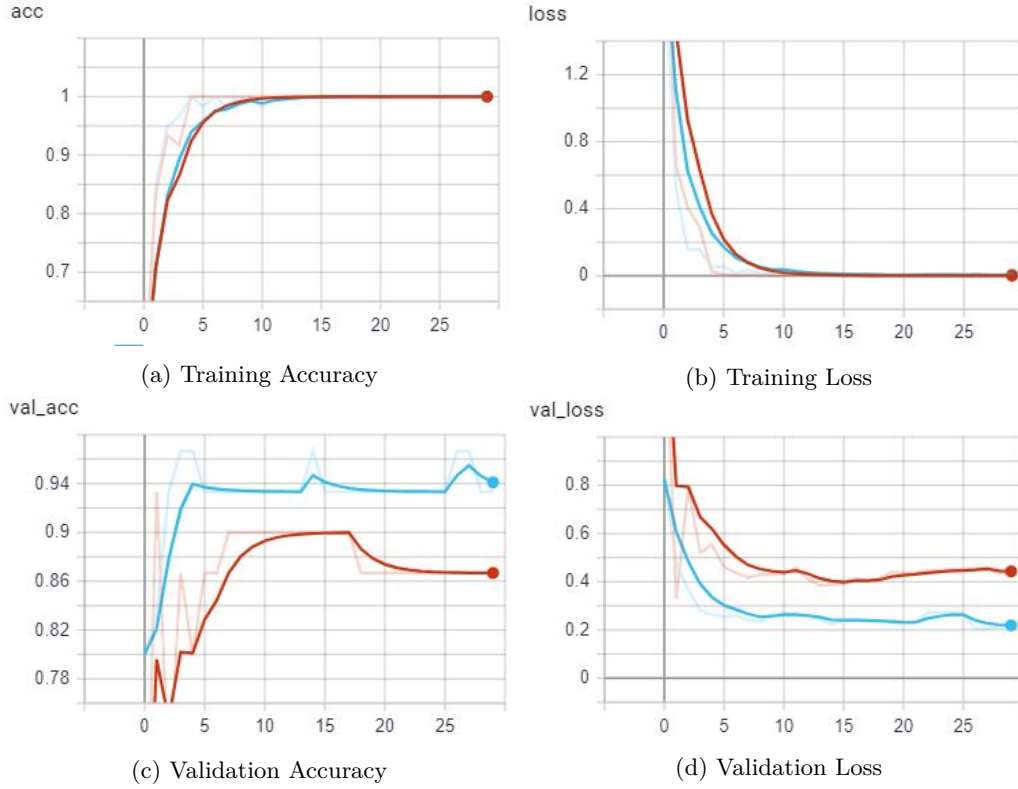 acc
1
0.9
0.8
0.7
0 5 10 15 20 25
(a) Training Accuracy
loss
1.2
0.8
0.4
0
0 5 10 15 20 25
(b) Training Loss
val_acc
0.94
0.9
0.86
0.82
0.78
0 5 10 15 20 25
(c) Validation Accuracy
val_loss
0.8
0.6
0.4
0.2
0
0 5 10 15 20 25
(d) Validation Loss